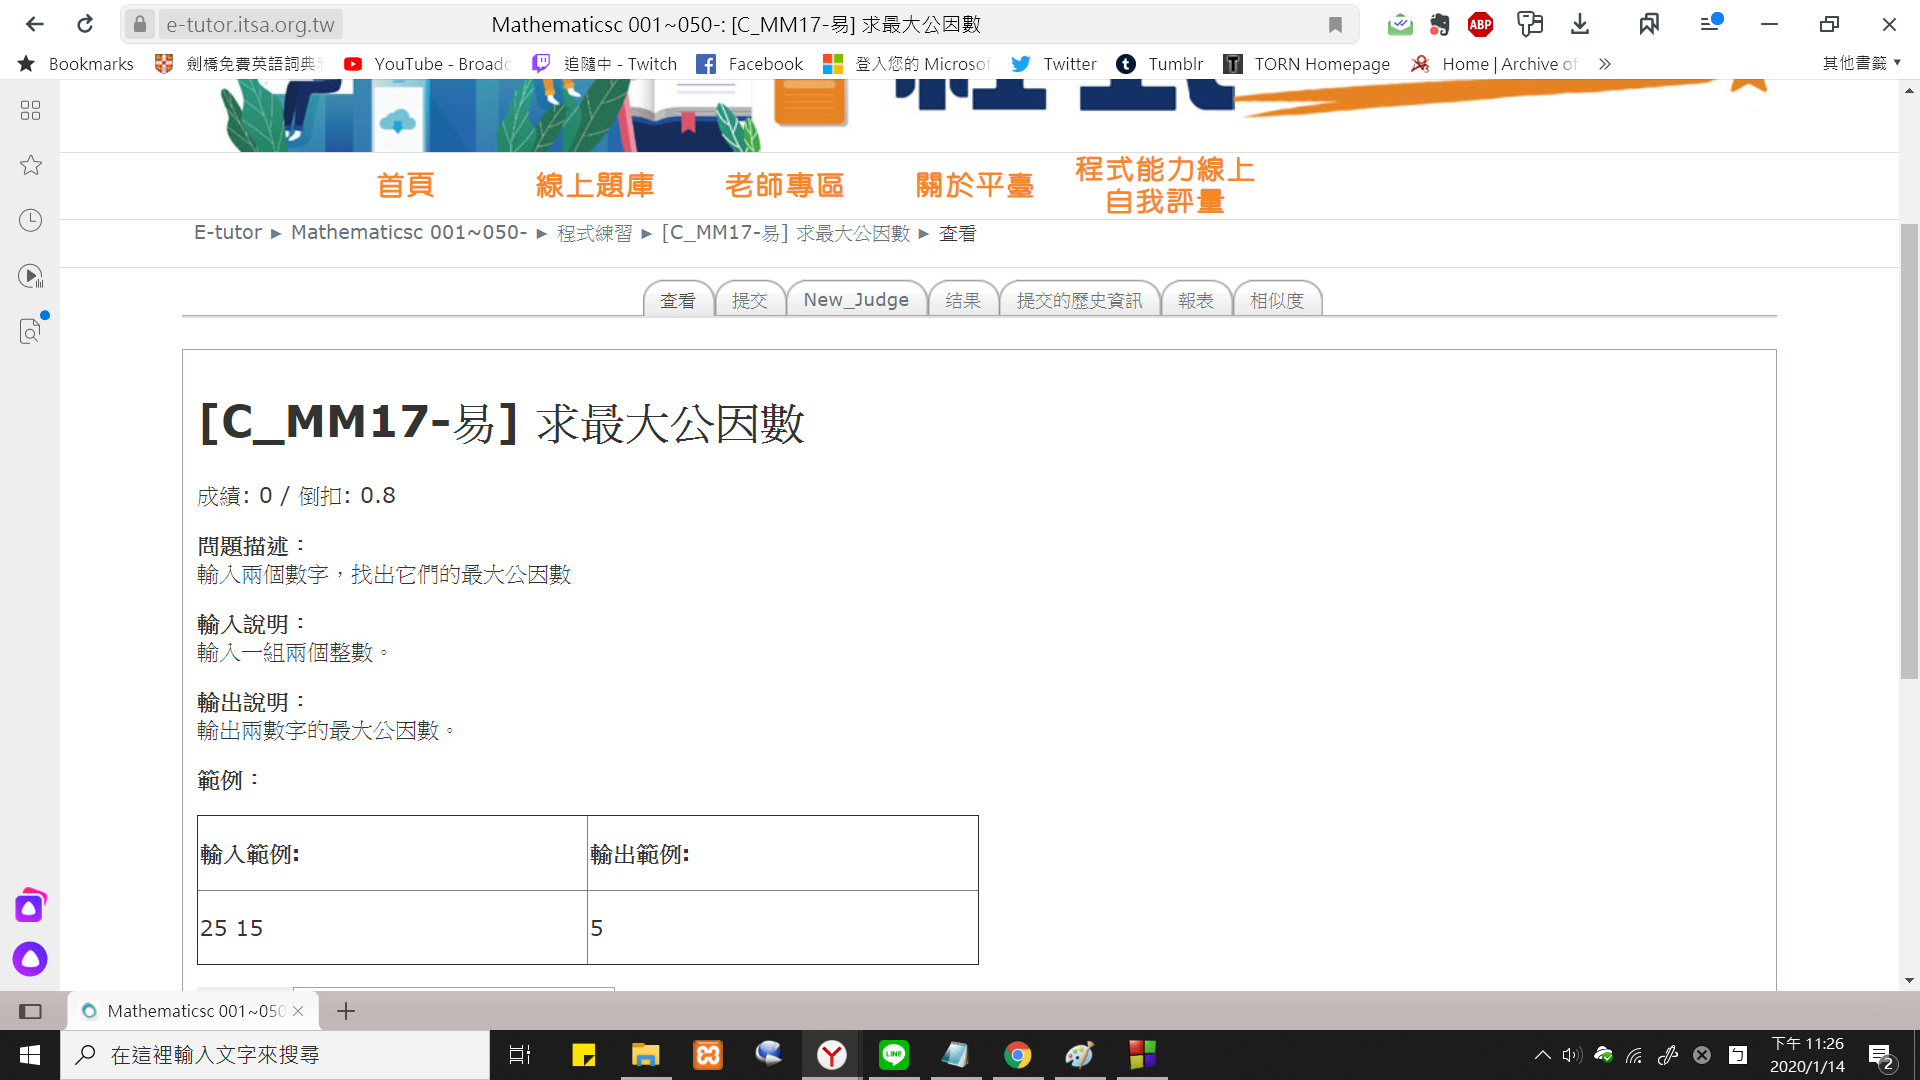 e-tutor.itsa.org.tw
Mathematicsc 001~050-: [C_MM17-易] 求最大公因數
ABP
Bookmarks
劍橋免費英語詞典
YouTube - Broadc
追隨中 - Twitch
Facebook
登入您的 Microsof
Twitter
Tumblr
TORN Homepage
Home | Archive of
其他書籤
首頁
線上題庫
老師專區
關於平臺
程式能力線上
自我評量
E-tutor ► Mathematicsc 001~050- ► 程式練習 ► [C_MM17-易] 求最大公因數 ► 查看
查看
提交
New_Judge
结果
提交的歷史資訊
報表
相似度
[C_MM17-易] 求最大公因數
成績: 0 / 倒扣: 0.8
問題描述：
輸入兩個數字，找出它們的最大公因數
輸入說明：
輸入一組兩個整數。
輸出說明：
輸出兩數字的最大公因數。
範例：
輸入範例:
輸出範例:
25 15
5
Mathematicsc 001~050
在這裡輸入文字來搜尋
LINE
下午 11:26
2020/1/14
2